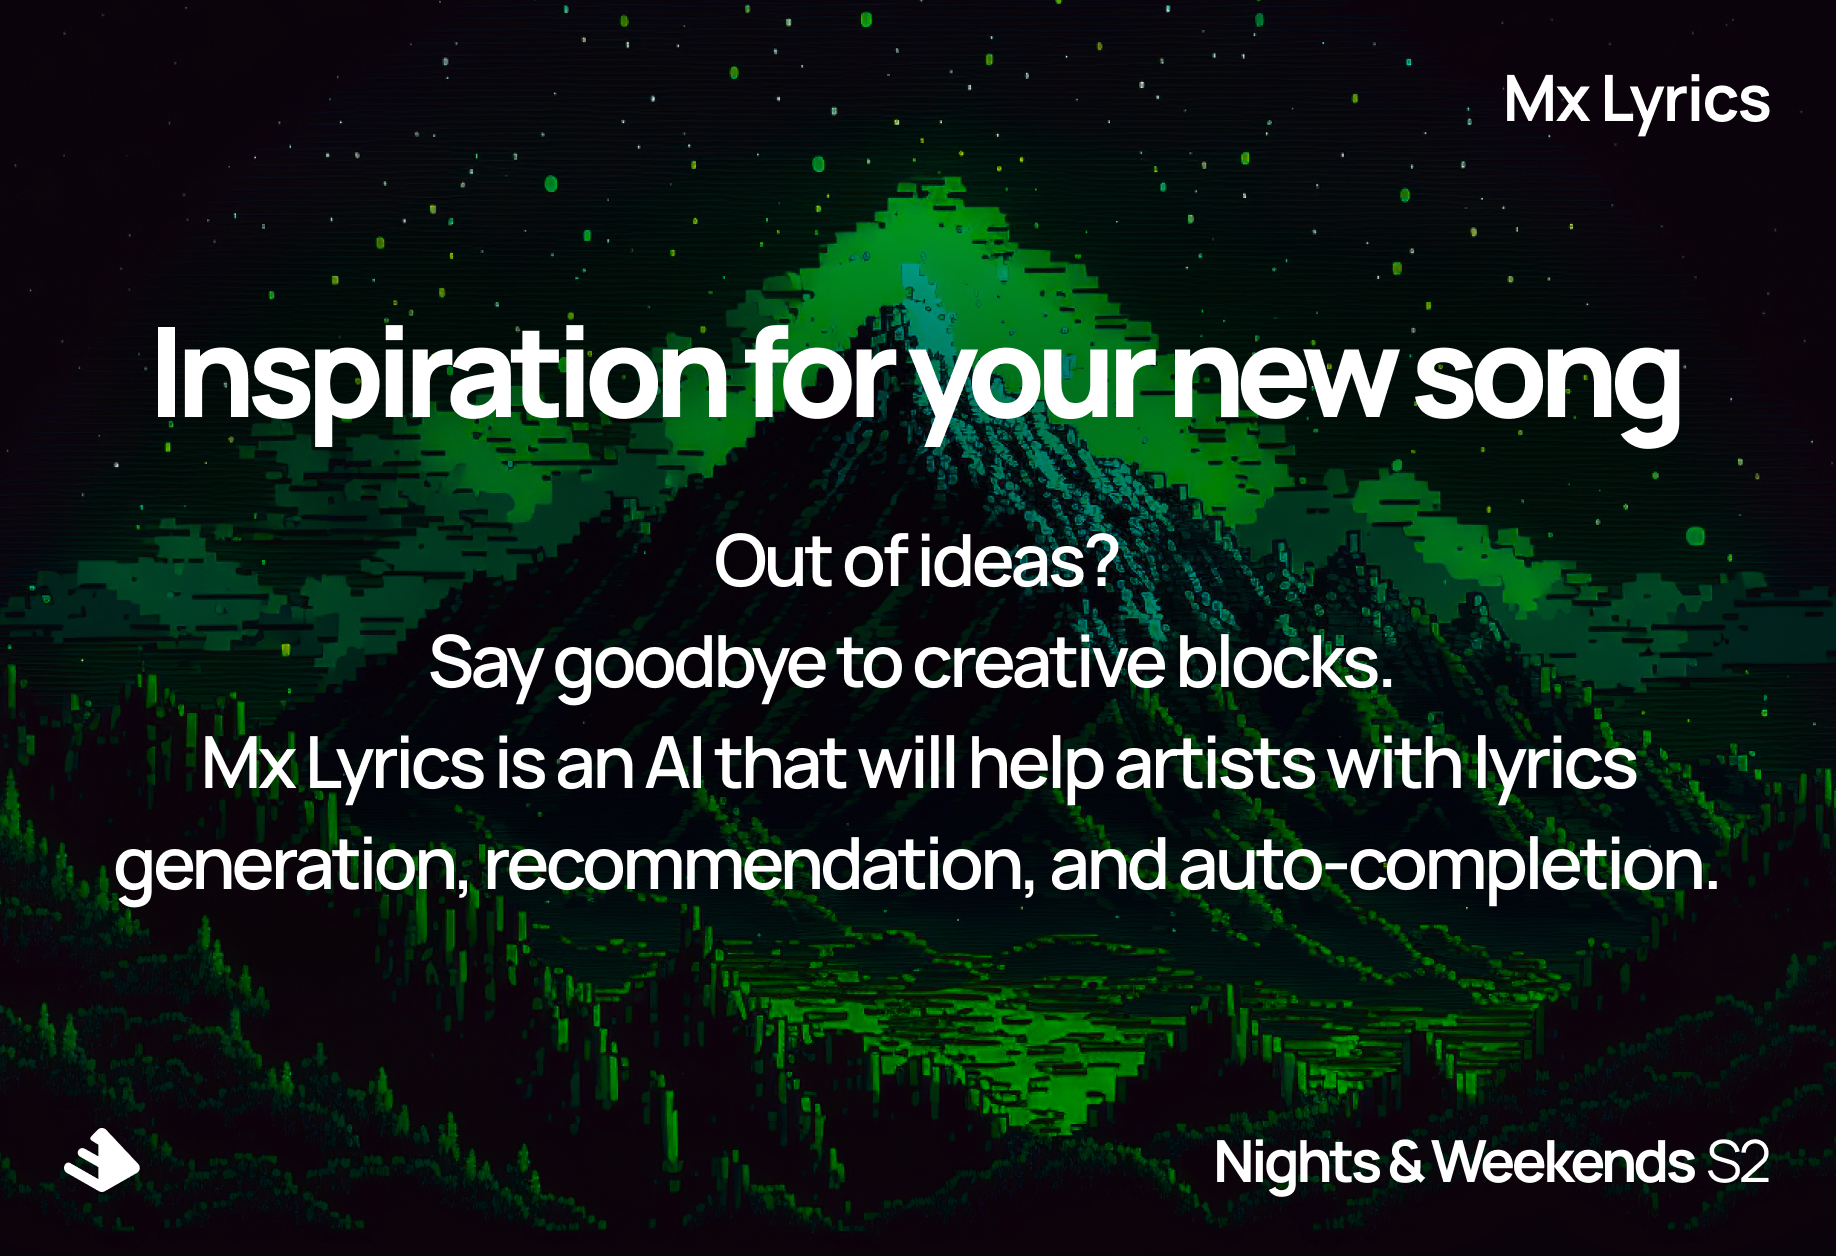 Mx Lyrics
Inspiration for your new song
Out of ideas?
Say goodbye to creative blocks.
Mx Lyrics is an AI that will help artists with lyrics
generation, recommendation, and auto-completion.
Nights & Weekends S2